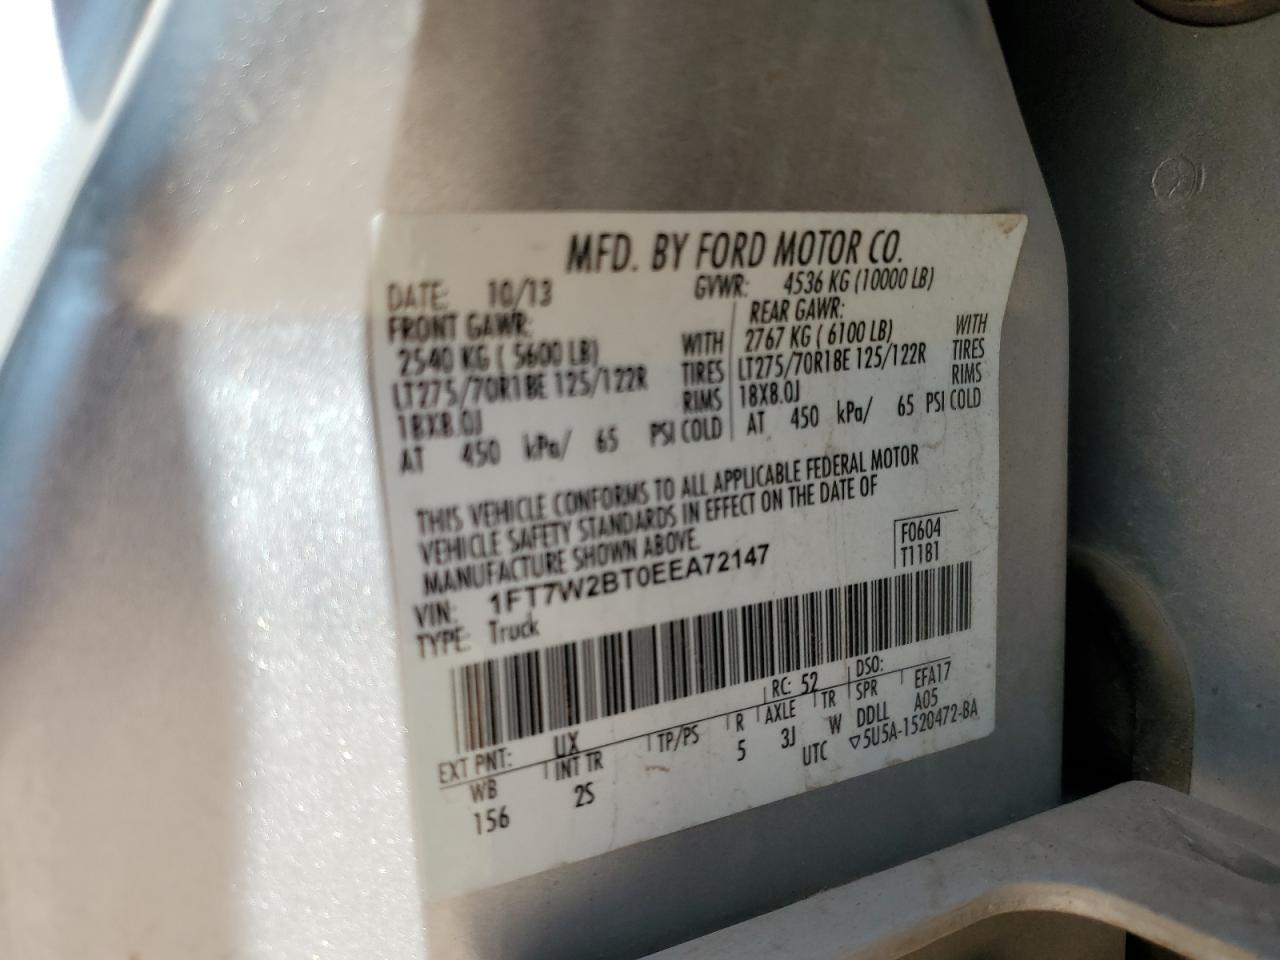 MFD. BY FORD MOTOR CO.
DATE: 10/13 GVWR: 4536 KG (10000 LB)
FRONT GAWR: REAR GAWR:
2540 KG ( 5600 LB) WITH 2767 KG ( 6100 LB) WITH
LT275/70R18E 125/122R TIRES LT275/70R18E 125/122R TIRES
18X8.0J RIMS 18X8.0J RIMS
AT 450 kPa/ 65 PSI COLD AT 450 kPa/ 65 PSI COLD
THIS VEHICLE CONFORMS TO ALL APPLICABLE FEDERAL MOTOR
VEHICLE SAFETY STANDARDS IN EFFECT ON THE DATE OF
MANUFACTURE SHOWN ABOVE.
F0604
T1181
VIN: 1FT7W2BT0EEA72147
TYPE: Truck
EXT PNT: UX RC: 52 DSO:
WB INT TR TP/PS R AXLE TR SPR EFA17
156 2S 5 3J W DDLL A05
UTC ▽5U5A-1520472-BA